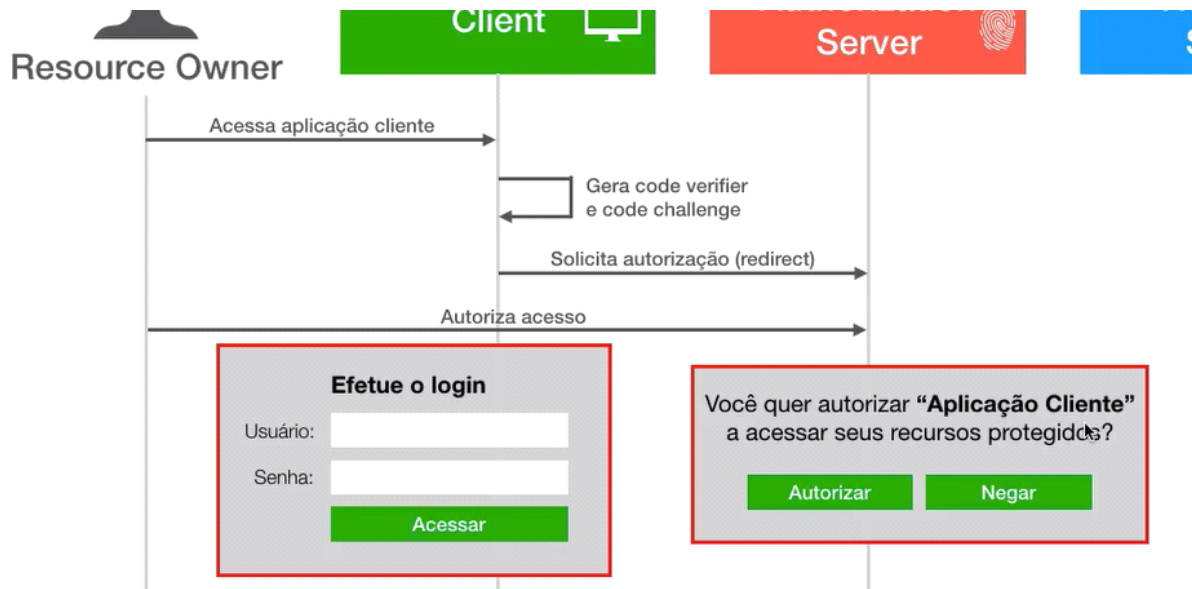 Client
Server
Resource Owner
Acessa aplicação cliente
Gera code verifier
e code challenge
Solicita autorização (redirect)
Autoriza acesso
Efetue o login
Usuário:
Senha:
Acessar
Você quer autorizar “Aplicação Cliente”
a acessar seus recursos protegidos?
Autorizar
Negar